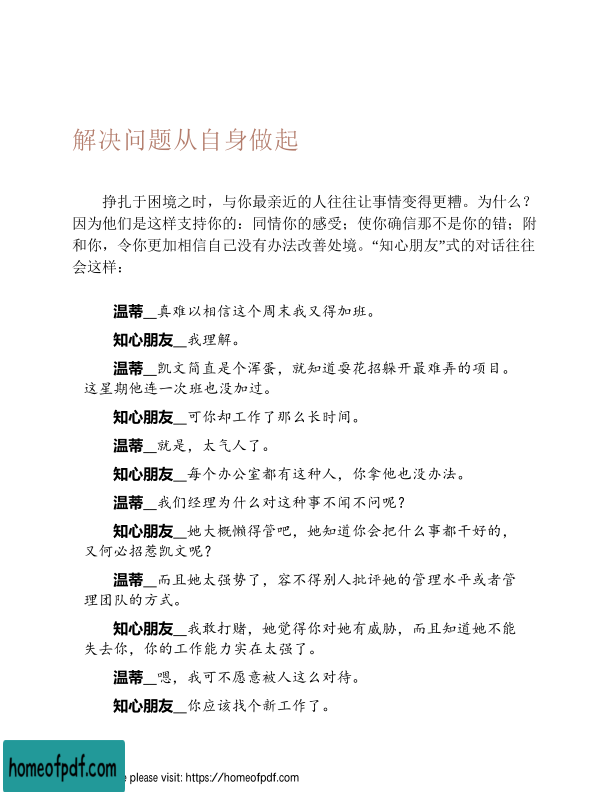 解决问题从自身做起
挣扎于困境之时，与你最亲近的人往往让事情变得更糟。为什么？
因为他们是这样支持你的：同情你的感受；使你确信那不是你的错；附
和你，令你更加相信自己没有办法改善处境。“知心朋友”式的对话往往
会这样：
温蒂__真难以相信这个周末我又得加班。
知心朋友__我理解。
温蒂__凯文简直是个浑蛋，就知道耍花招躲开最难弄的项目。
这星期他连一次班也没加过。
知心朋友__可你却工作了那么长时间。
温蒂__就是，太气人了。
知心朋友__每个办公室都有这种人，你拿他也没办法。
温蒂__我们经理为什么对这种事不闻不问呢？
知心朋友__她大概懒得管吧，她知道你会把什么事都干好的，
又何必招惹凯文呢？
温蒂__而且她太强势了，容不得别人批评她的管理水平或者管
理团队的方式。
知心朋友__我敢打赌，她觉得你对她有威胁，而且知道她不能
失去你，你的工作能力实在太强了。
温蒂__嗯，我可不愿意被人这么对待。
知心朋友__你应该找个新工作了。
homeofpdf.com
e please visit: https://homeofpdf.com